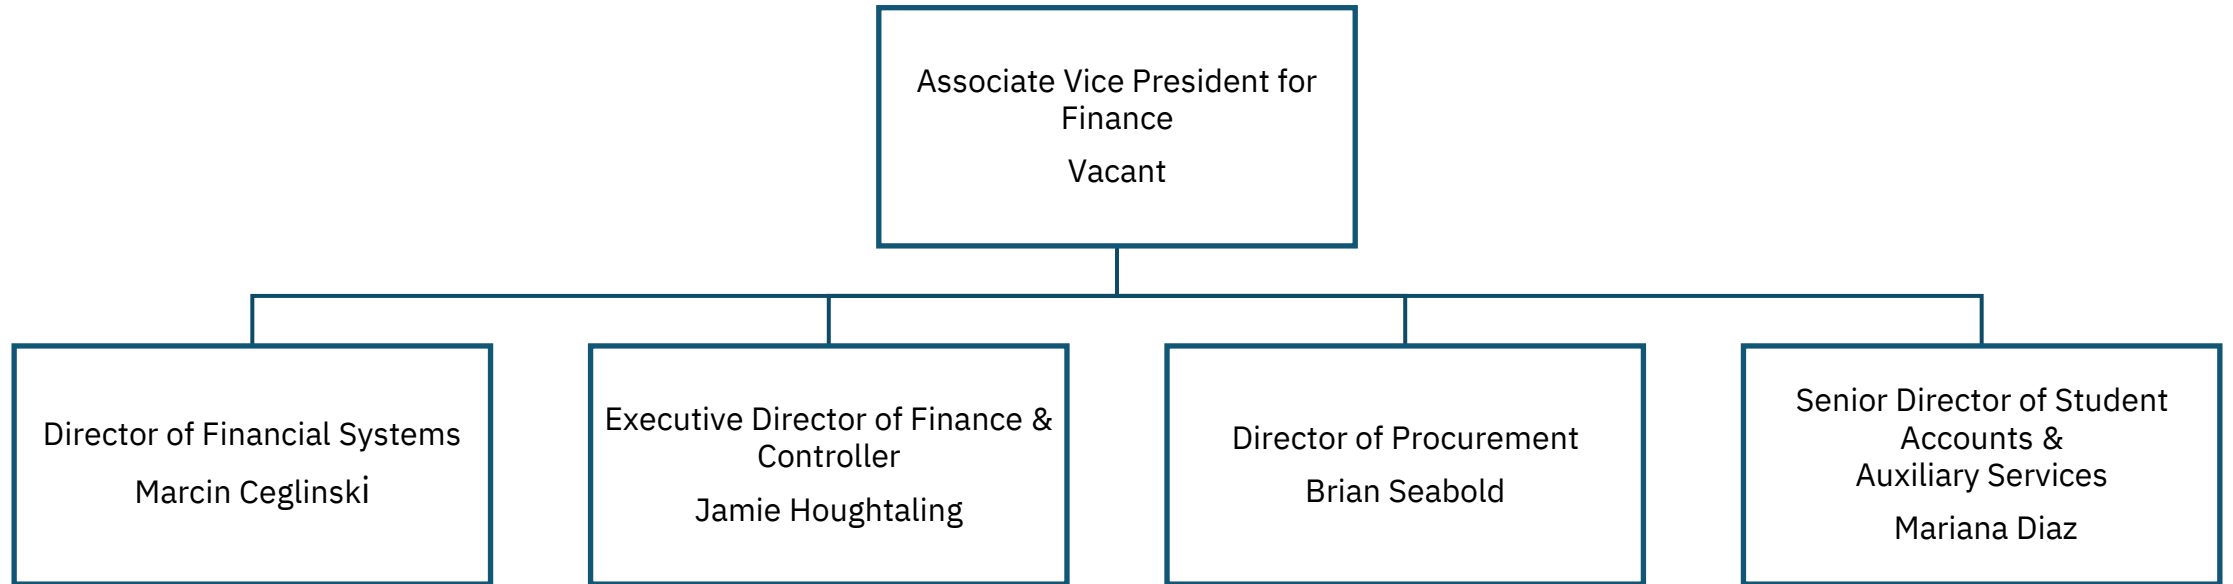 Associate Vice President for
Finance
Vacant
Director of Financial Systems
Marcin Ceglinski
Executive Director of Finance &
Controller
Jamie Houghtaling
Director of Procurement
Brian Seabold
Senior Director of Student
Accounts &
Auxiliary Services
Mariana Diaz